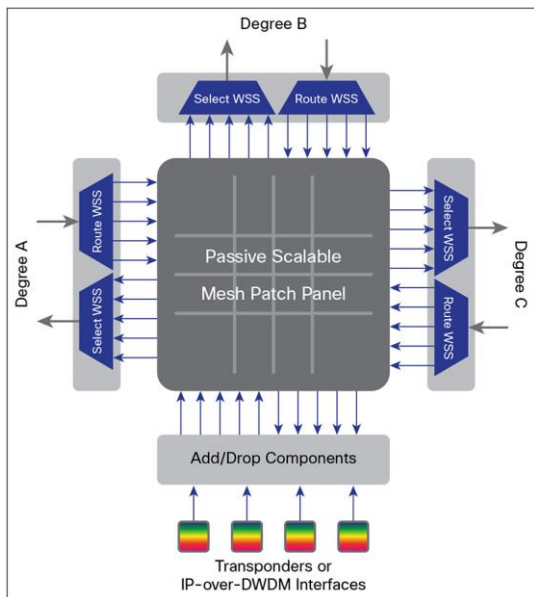 Degree B
Select WSS
Route WSS
Degree A
Route WSS
Select WSS
Passive Scalable
Mesh Patch Panel
Select WSS
Route WSS
Degree C
Add/Drop Components
Transponders or
IP-over-DWDM Interfaces